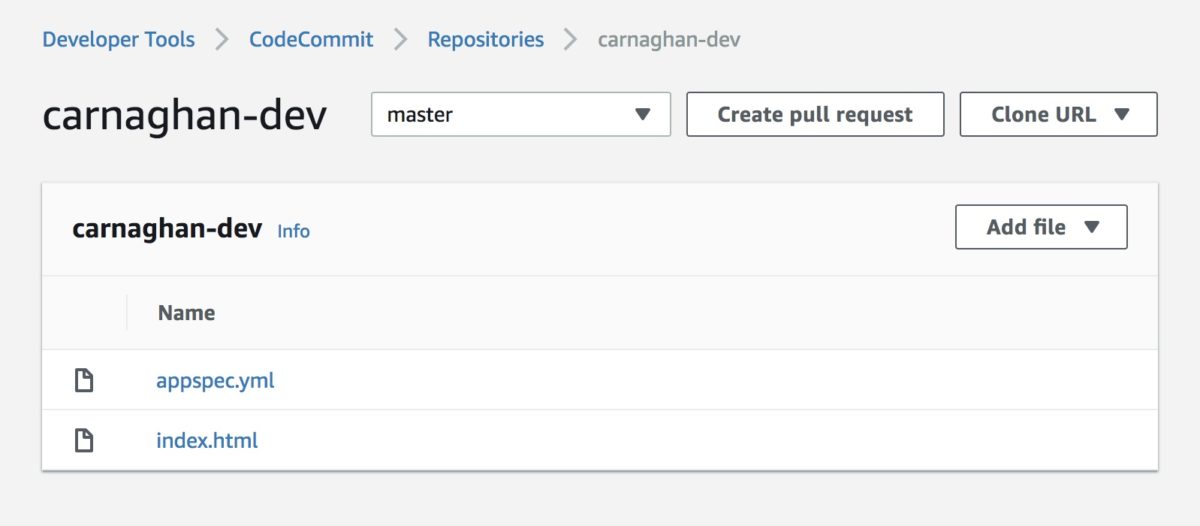 Developer Tools CodeCommit Repositories carnaghan-dev
carnaghan-dev master Create pull request Clone URL
carnaghan-dev Info Add file
Name
appspec.yml
index.html